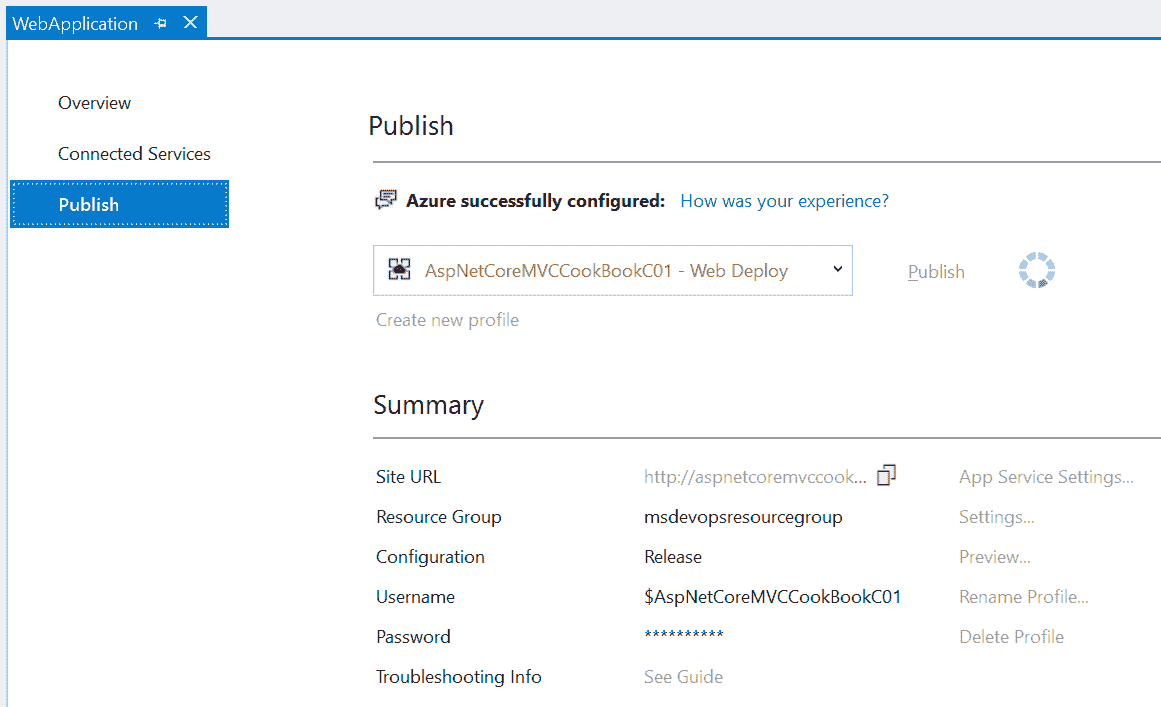 WebApplication
Overview
Connected Services
Publish
Publish
Azure successfully configured: How was your experience?
AspNetCoreMVCCookBookC01 - Web Deploy
Publish
Create new profile
Summary
Site URL http://aspnetcoremvccook... App Service Settings...
Resource Group msdevopsresourcegroup Settings...
Configuration Release Preview...
Username $AspNetCoreMVCCookBookC01 Rename Profile...
Password ********** Delete Profile
Troubleshooting Info See Guide